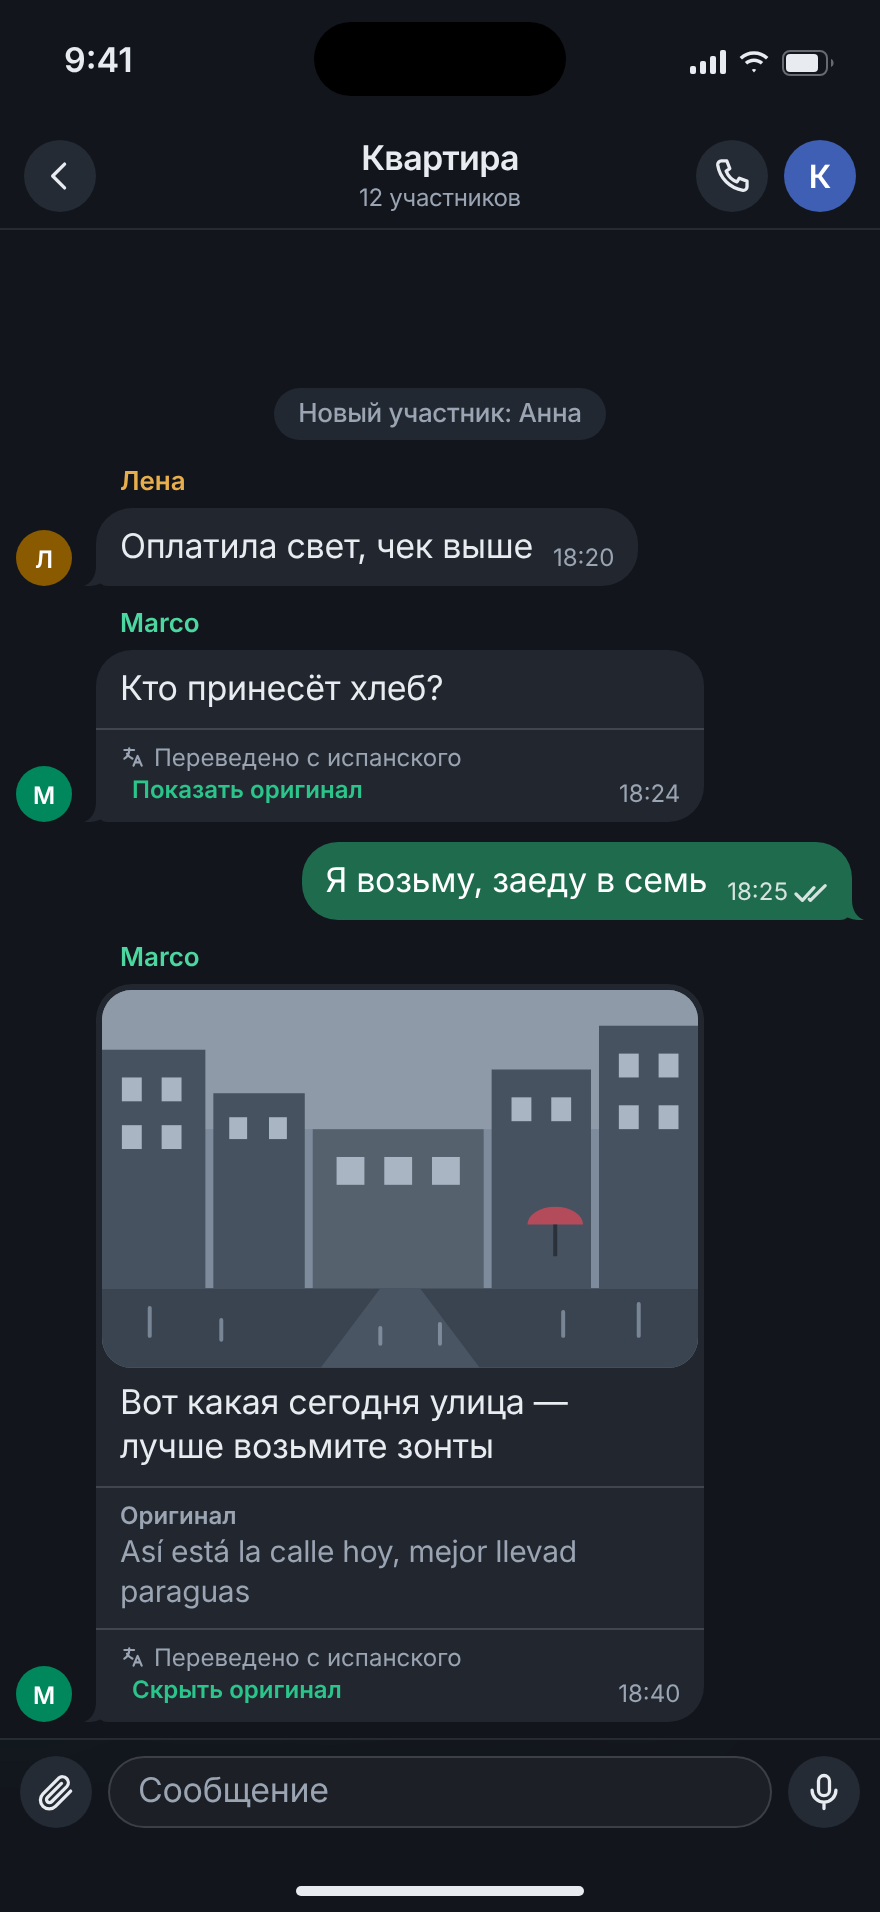 9:41
Квартира
12 участников
К
Новый участник: Анна
Лена
Оплатила свет, чек выше 18:20
Л
Marco
Кто принесёт хлеб?
Переведено с испанского
Показать оригинал 18:24
M
Я возьму, заеду в семь 18:25
Marco
Вот какая сегодня улица —
лучше возьмите зонты
Оригинал
Así está la calle hoy, mejor llevad
paraguas
Переведено с испанского
Скрыть оригинал 18:40
M
Сообщение